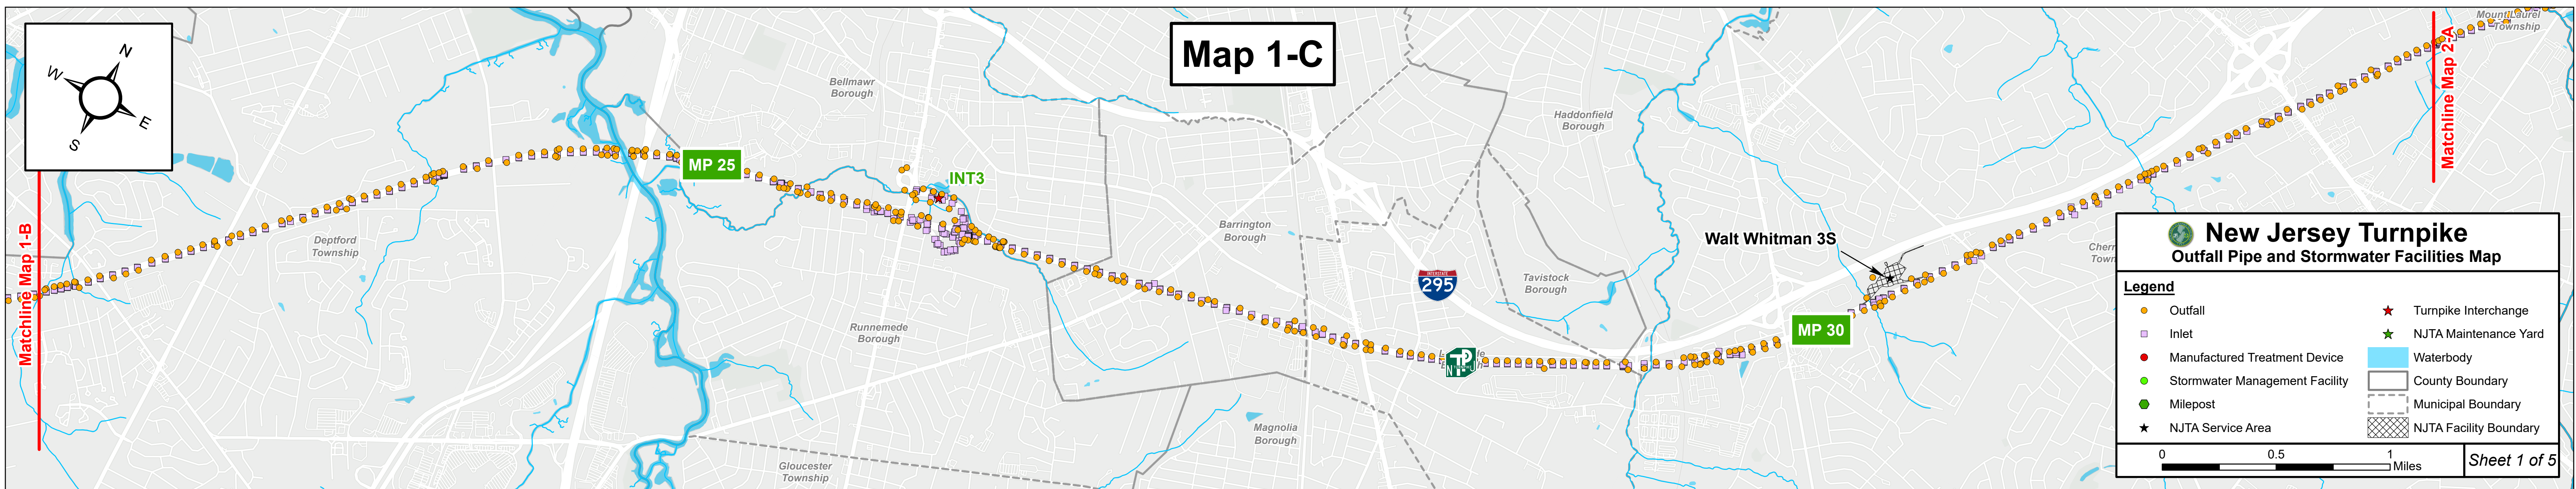 Map 1-C
N
W
E
S
Matchline Map 1-B
Matchline Map 2-A
Mount Laurel
Township
Bellmawr
Borough
Haddonfield
Borough
MP 25
INT3
Deptford
Township
Barrington
Borough
Walt Whitman 3S
INTERSTATE
295
Tavistock
Borough
Runnemede
Borough
MP 30
Magnolia
Borough
Gloucester
Township
New Jersey Turnpike
Outfall Pipe and Stormwater Facilities Map
Legend
Outfall
Inlet
Manufactured Treatment Device
Stormwater Management Facility
Milepost
NJTA Service Area
Turnpike Interchange
NJTA Maintenance Yard
Waterbody
County Boundary
Municipal Boundary
NJTA Facility Boundary
0 0.5 1
Miles
Sheet 1 of 5